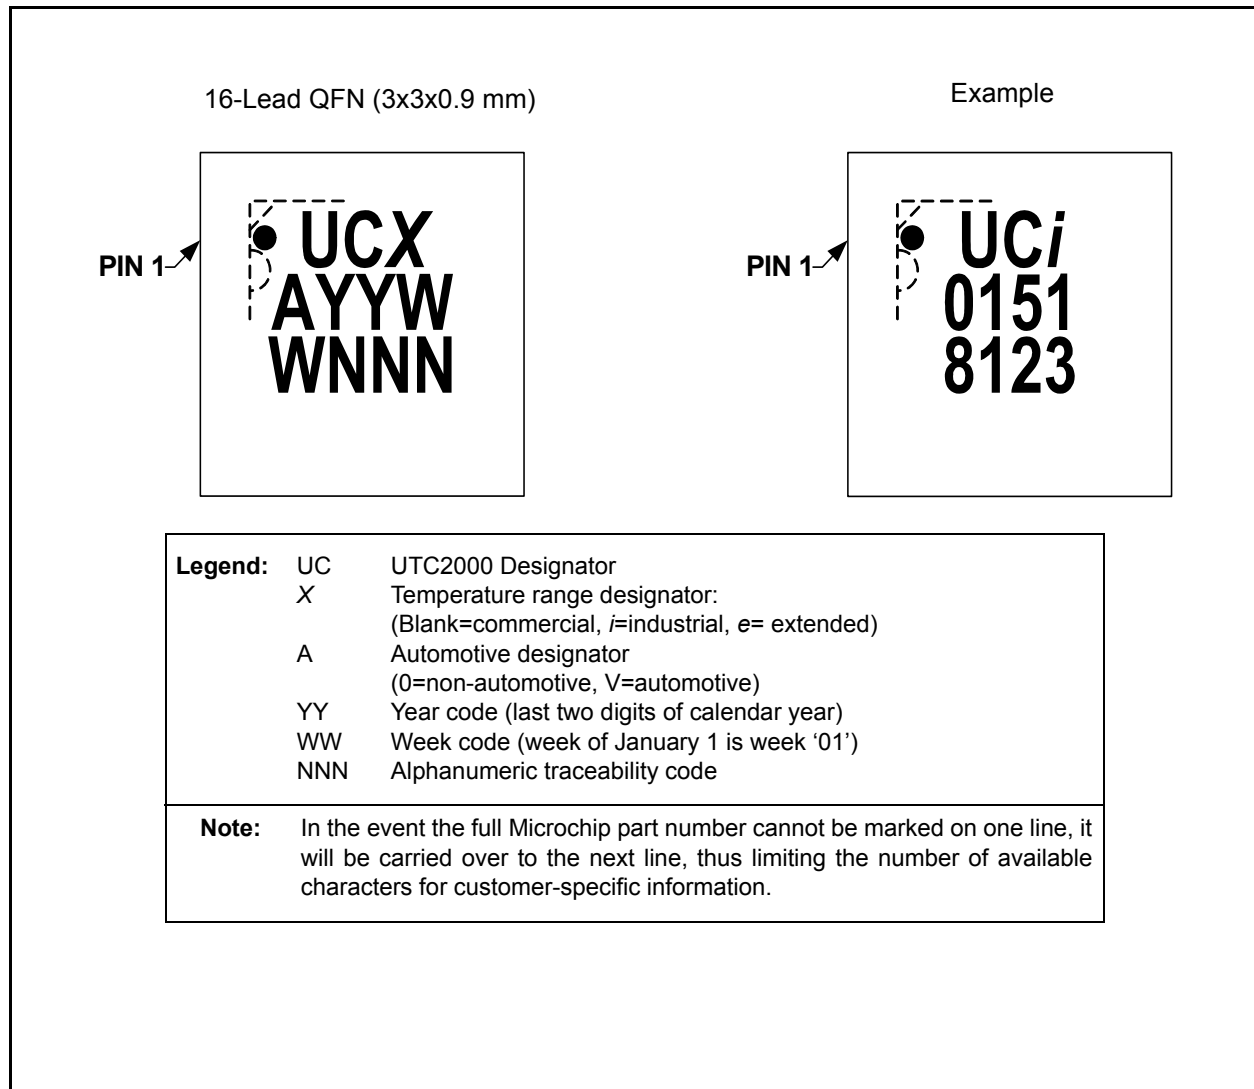 16-Lead QFN (3x3x0.9 mm)
Example
PIN 1
UCX
AYYW
WNNN
PIN 1
UCi
0151
8123
Legend: UC UTC2000 Designator
X Temperature range designator:
(Blank=commercial, i=industrial, e= extended)
A Automotive designator
(0=non-automotive, V=automotive)
YY Year code (last two digits of calendar year)
WW Week code (week of January 1 is week ‘01’)
NNN Alphanumeric traceability code
Note: In the event the full Microchip part number cannot be marked on one line, it
will be carried over to the next line, thus limiting the number of available
characters for customer-specific information.